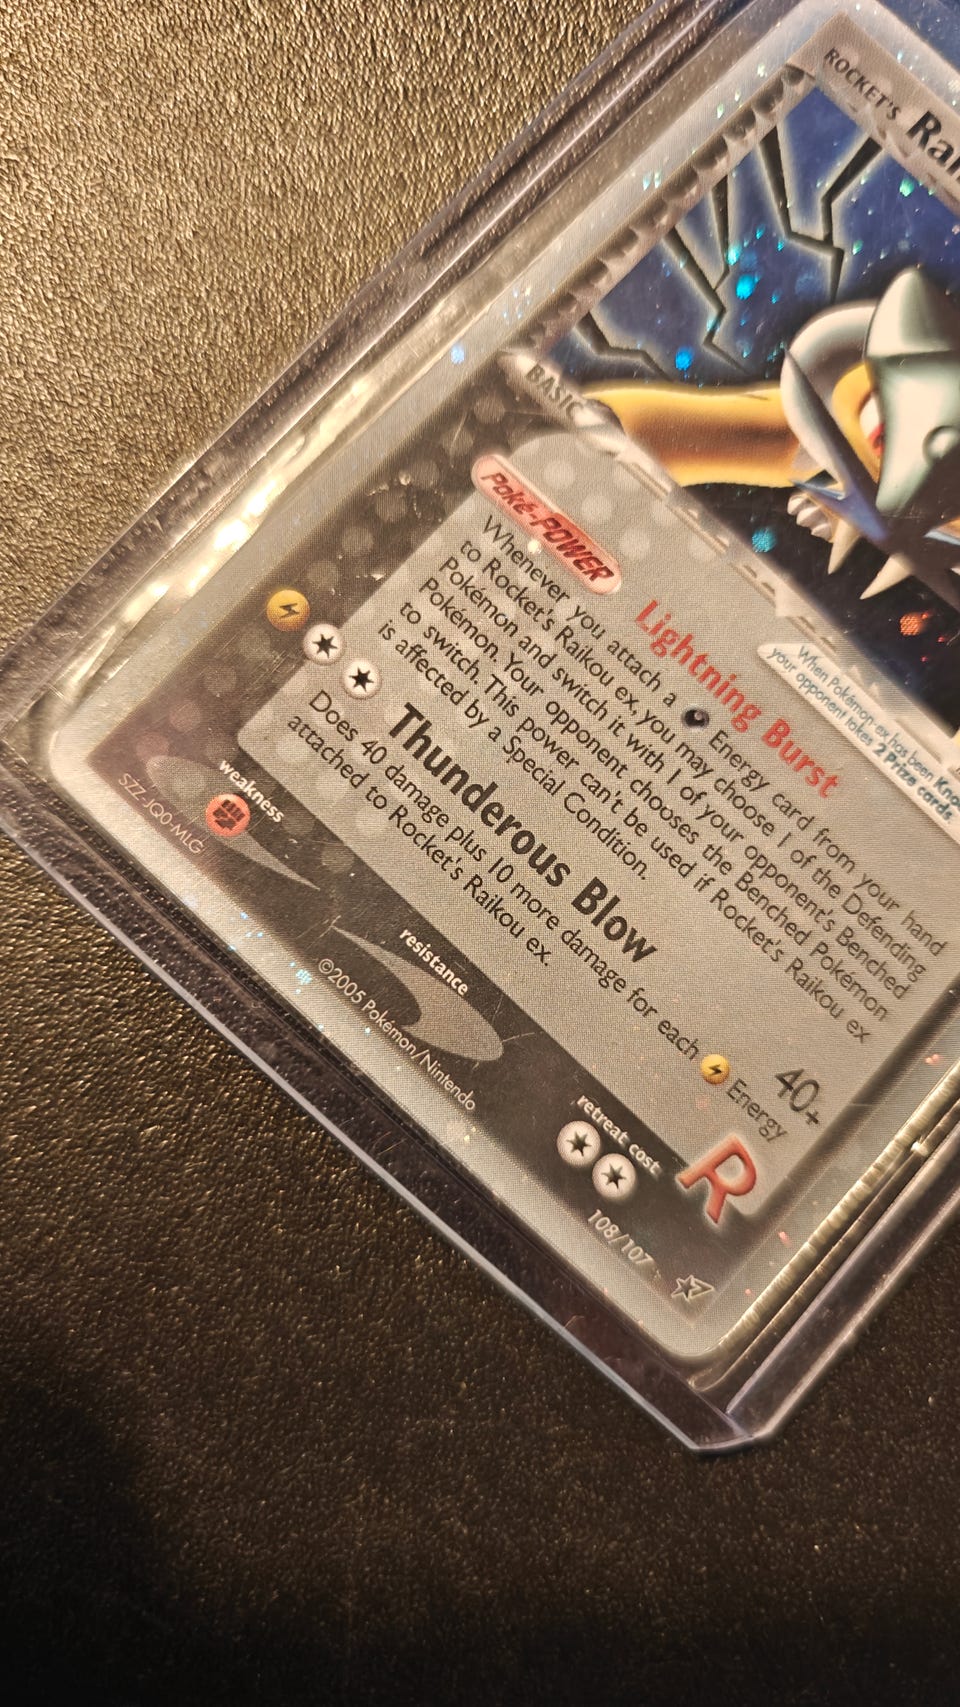 ROCKET'S Rai
BASIC
When Pokémon ex has been Kno
your opponent takes 2 Prize cards.
Poké-POWER Lightning Burst
Whenever you attach a Energy card from your hand
to Rocket's Raikou ex, you may choose 1 of the Defending
Pokémon and switch it with 1 of your opponent's Benched
Pokémon. Your opponent chooses the Benched Pokémon
to switch. This power can't be used if Rocket's Raikou ex
is affected by a Special Condition.
Thunderous Blow 40+
Does 40 damage plus 10 more damage for each Energy
attached to Rocket's Raikou ex.
weakness
resistance
retreat cost
R
SZZ-JQ0-MLG
©2005 Pokémon/Nintendo
108/107